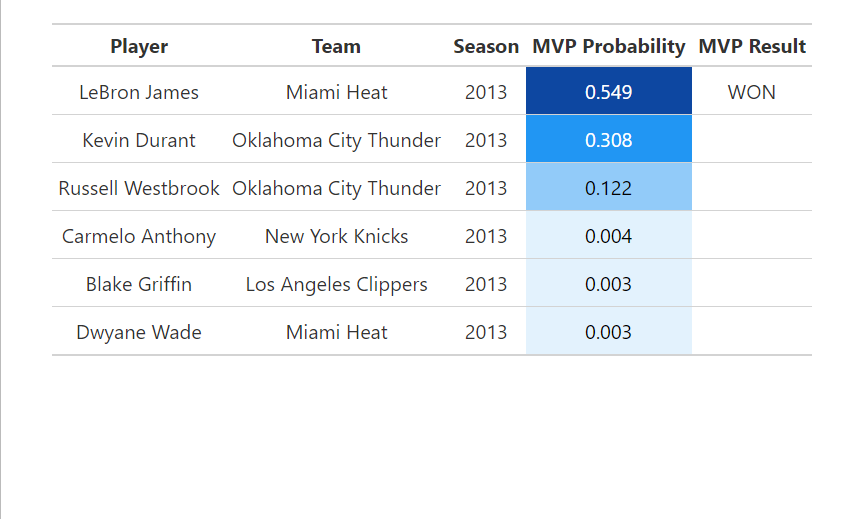 Player Team Season MVP Probability MVP Result
LeBron James Miami Heat 2013 0.549 WON
Kevin Durant Oklahoma City Thunder 2013 0.308
Russell Westbrook Oklahoma City Thunder 2013 0.122
Carmelo Anthony New York Knicks 2013 0.004
Blake Griffin Los Angeles Clippers 2013 0.003
Dwyane Wade Miami Heat 2013 0.003